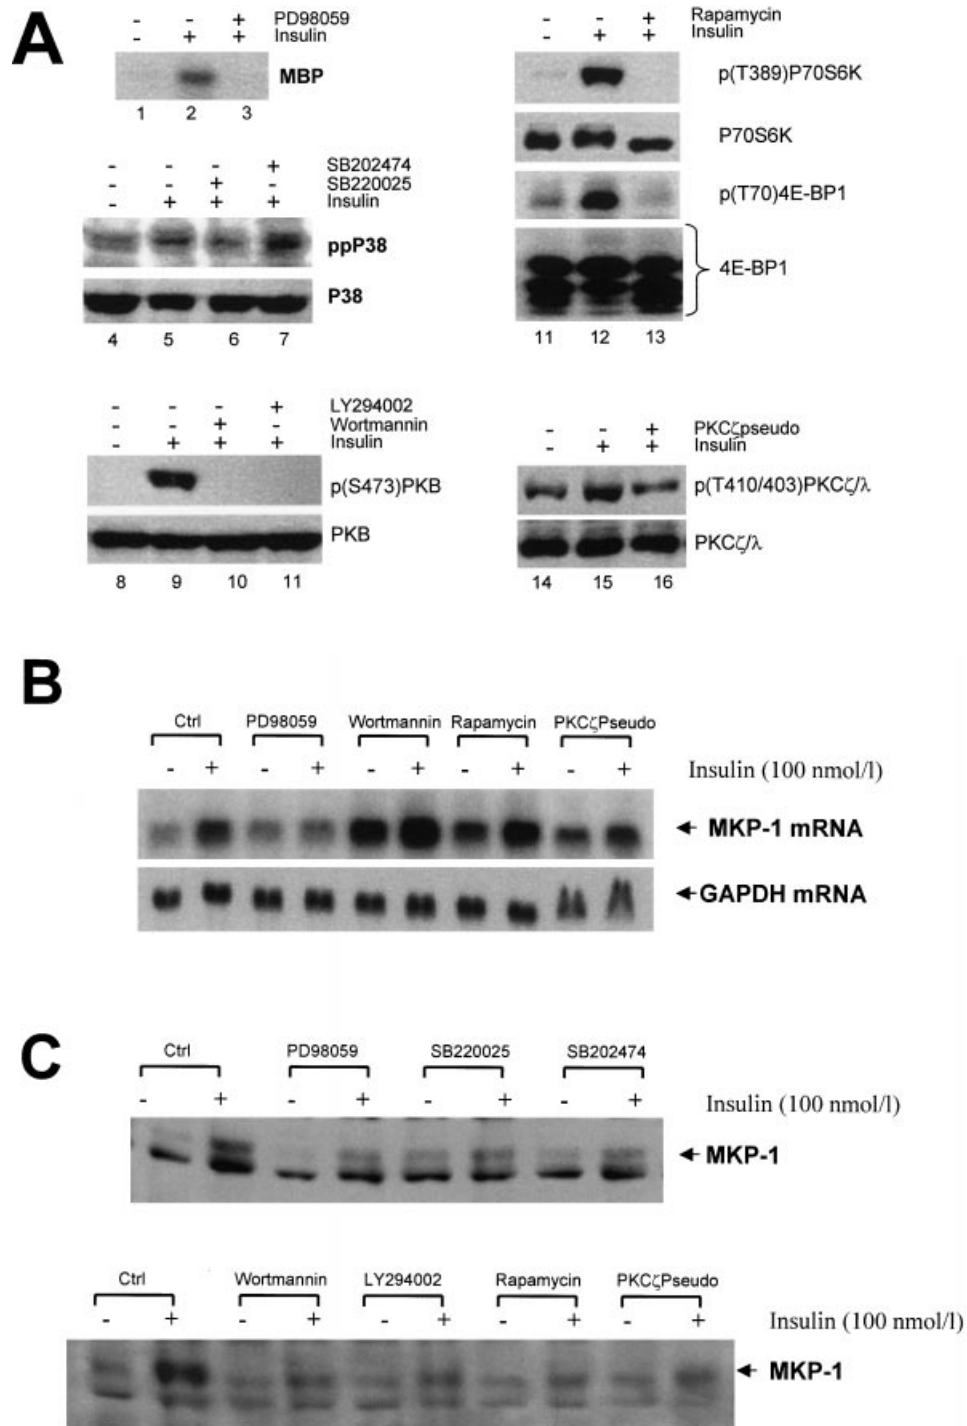 A
- - + PD98059
- + + Insulin
MBP
1 2 3
- - - + SB202474
- - + - SB220025
- + + + Insulin
ppP38
P38
4 5 6 7
- - - + LY294002
- - + - Wortmannin
- + + + Insulin
p(S473)PKB
PKB
8 9 10 11
- - + Rapamycin
- + + Insulin
p(T389)P70S6K
P70S6K
p(T70)4E-BP1
4E-BP1
11 12 13
- - + PKCζpseudo
- + + Insulin
p(T410/403)PKCζ/λ
PKCζ/λ
14 15 16
B
Ctrl PD98059 Wortmannin Rapamycin PKCζPseudo
- + - + - + - + - + Insulin (100 nmol/l)
MKP-1 mRNA
GAPDH mRNA
C
Ctrl PD98059 SB220025 SB202474
- + - + - + - + Insulin (100 nmol/l)
MKP-1
Ctrl Wortmannin LY294002 Rapamycin PKCζPseudo
- + - + - + - + - + Insulin (100 nmol/l)
MKP-1